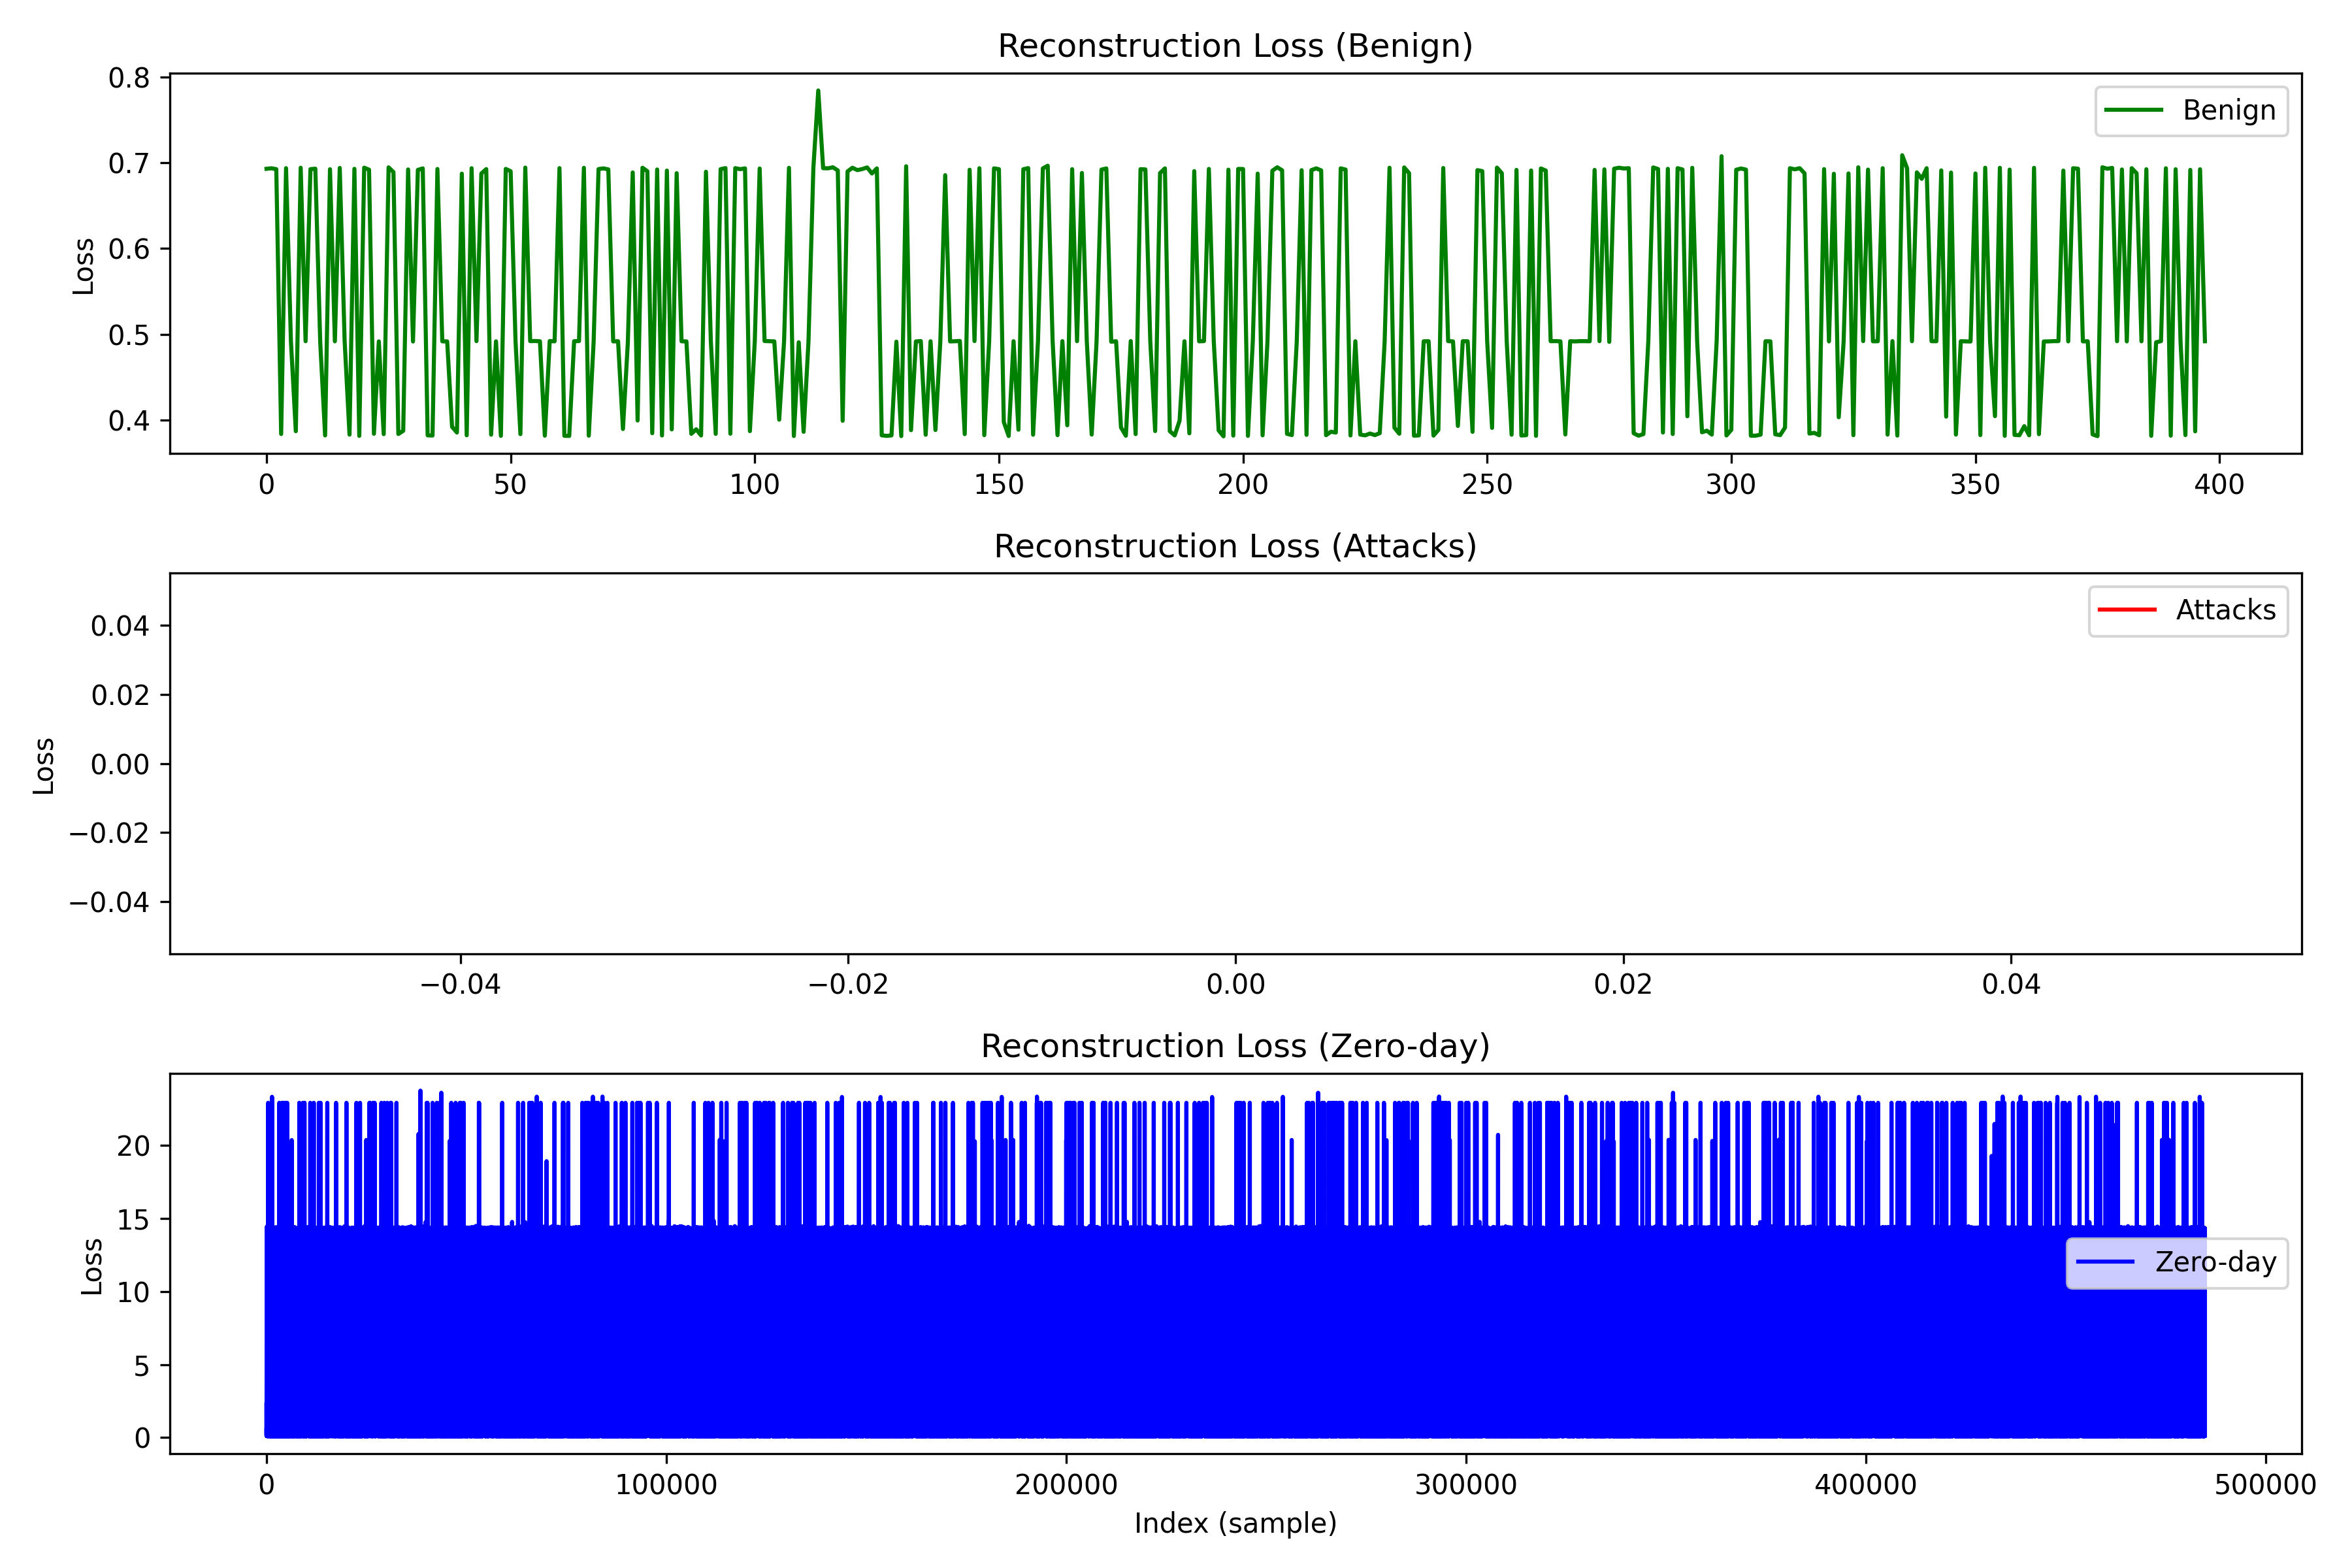 Reconstruction Loss (Benign)
0.8
0.7
0.6
0.5
0.4
Loss
Benign
0 50 100 150 200 250 300 350 400
Reconstruction Loss (Attacks)
0.04
0.02
0.00
−0.02
−0.04
Loss
Attacks
−0.04 −0.02 0.00 0.02 0.04
Reconstruction Loss (Zero-day)
20
15
10
5
0
Loss
Zero-day
0 100000 200000 300000 400000 500000
Index (sample)